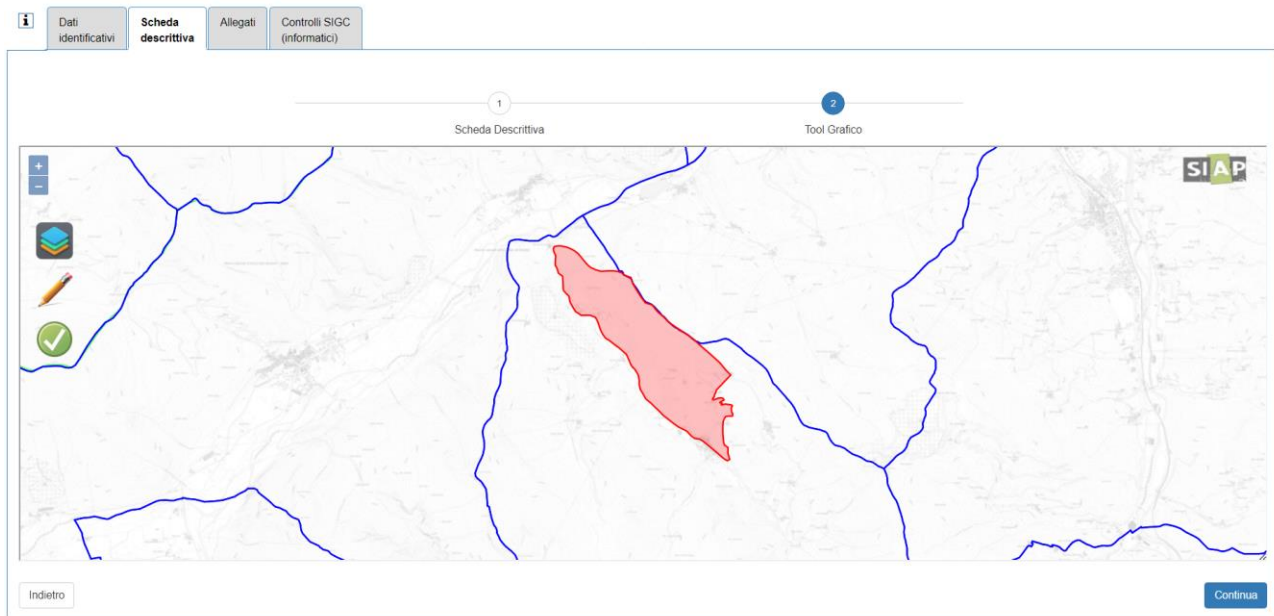 i
Dati
identificativi
Scheda
descrittiva
Allegati
Controlli SIGC
(informatici)
1
2
Scheda Descrittiva
Tool Grafico
+
−
SIAP
Indietro
Continua